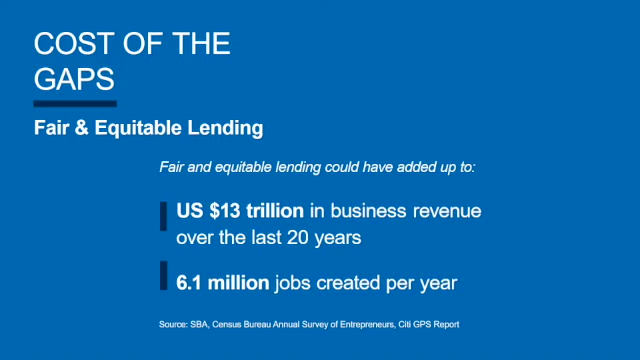 COST OF THE
GAPS
Fair & Equitable Lending
Fair and equitable lending could have added up to:
US $13 trillion in business revenue
over the last 20 years
6.1 million jobs created per year
Source: SBA, Census Bureau Annual Survey of Entrepreneurs, Citi GPS Report